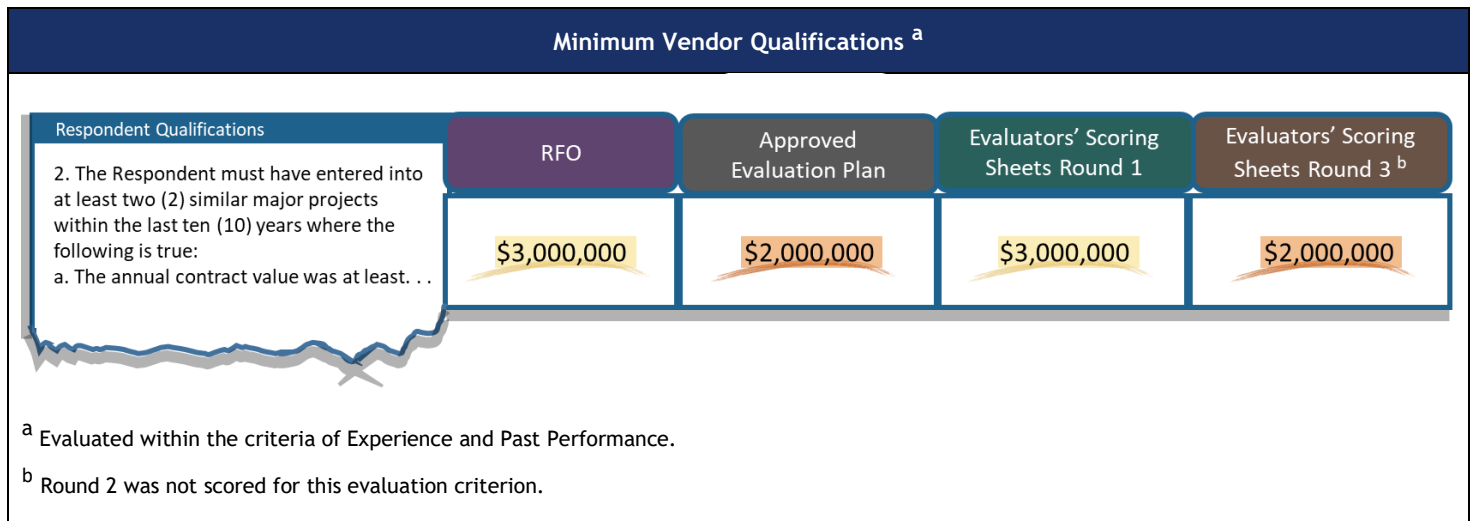 Minimum Vendor Qualifications a
Respondent Qualifications
2. The Respondent must have entered into
at least two (2) similar major projects
within the last ten (10) years where the
following is true:
a. The annual contract value was at least. . .
RFO
Approved
Evaluation Plan
Evaluators’ Scoring
Sheets Round 1
Evaluators’ Scoring
Sheets Round 3 b
$3,000,000
$2,000,000
$3,000,000
$2,000,000
a Evaluated within the criteria of Experience and Past Performance.
b Round 2 was not scored for this evaluation criterion.